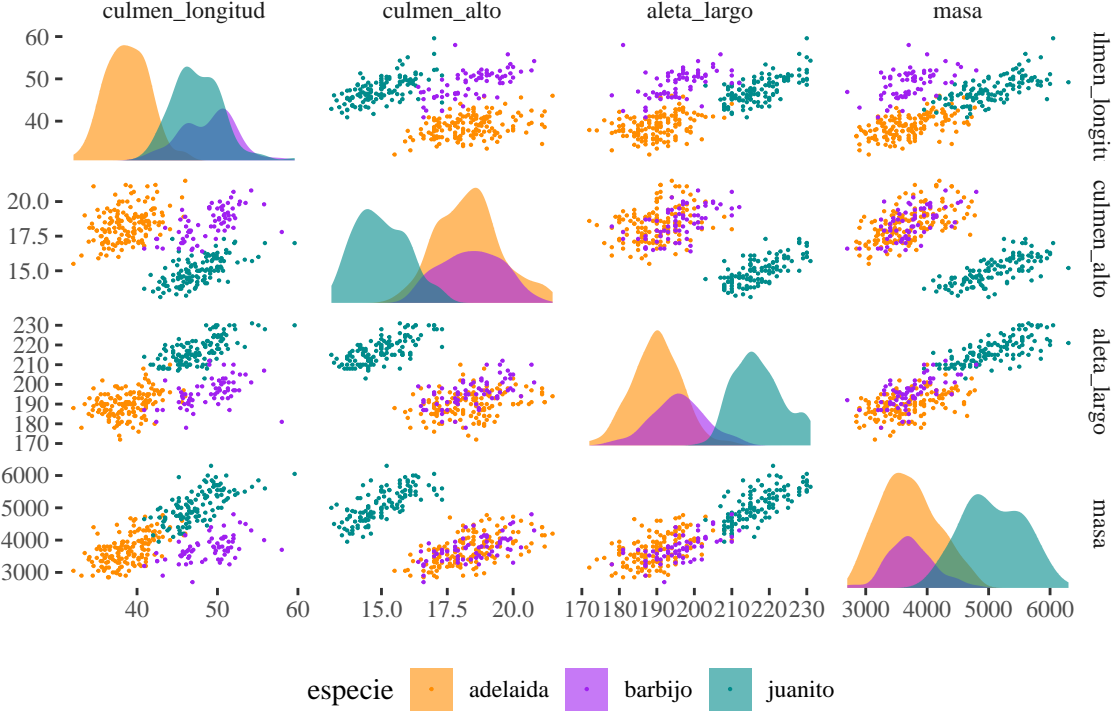 culmen_longitud culmen_alto aleta_largo masa
60
50
40
ılmen_longitu
20.0
17.5
15.0
culmen_alto
230
220
210
200
190
180
170
aleta_largo
6000
5000
4000
3000
masa
40 50 60 15.0 17.5 20.0 170 180 190 200 210 220 230 3000 4000 5000 6000
especie adelaida barbijo juanito